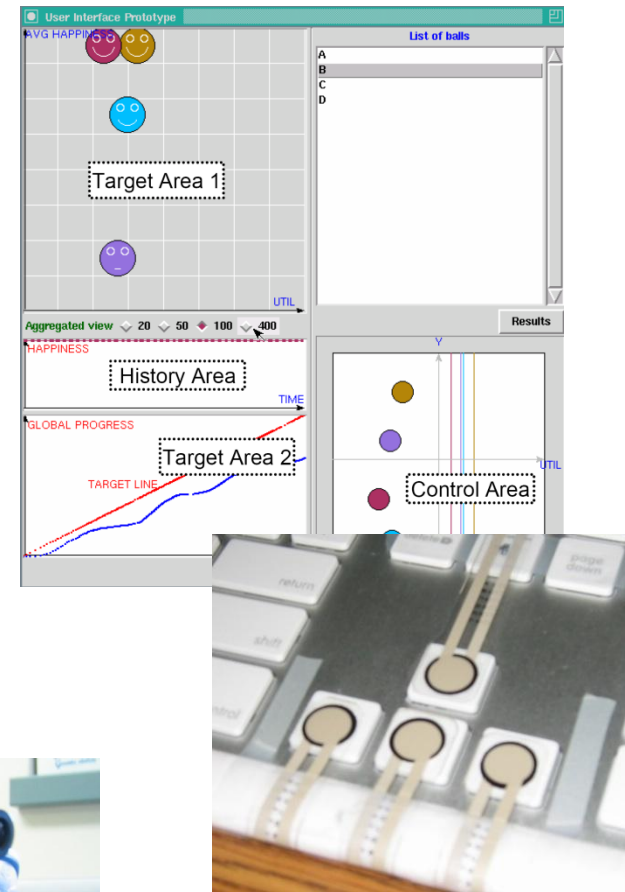 User Interface Prototype
AVG HAPPINESS
Target Area 1
UTIL
List of balls
A
B
C
D
Aggregated view 20 50 100 400
Results
HAPPINESS
History Area
TIME
GLOBAL PROGRESS
Target Area 2
TARGET LINE
Y
UTIL
Control Area
return
shift
page
down